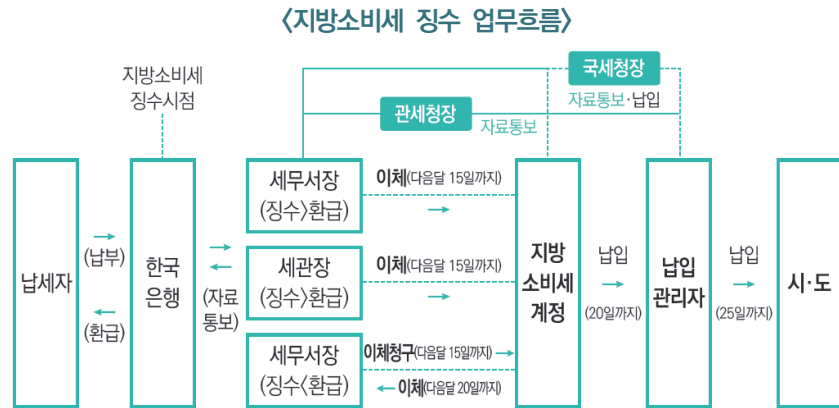 〈지방소비세 징수 업무흐름〉
지방소비세
징수시점
국세청장
자료통보·납입
관세청장
자료통보
납세자
(납부)
(환급)
한국
은행
(자료
통보)
세무서장
(징수〉환급)
이체(다음달 15일까지)
세관장
(징수〉환급)
이체(다음달 15일까지)
세무서장
(징수〈환급)
이체청구(다음달 15일까지)
이체(다음달 20일까지)
지방
소비세
계정
납입
(20일까지)
납입
관리자
납입
(25일까지)
시·도